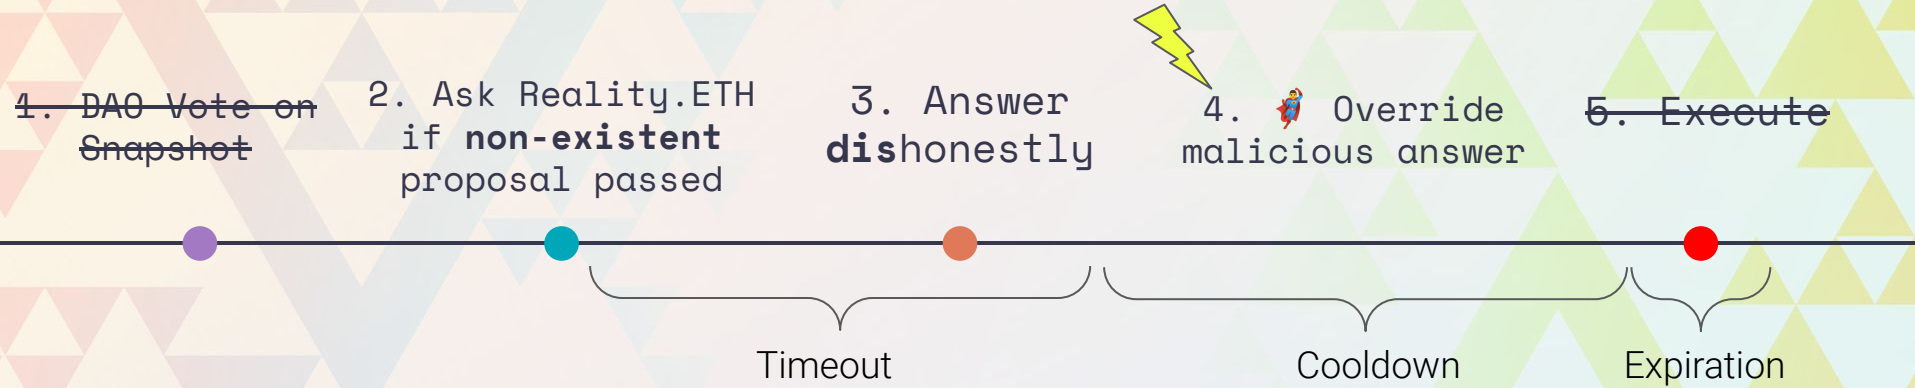 1. DAO Vote on
Snapshot
2. Ask Reality.ETH
if non-existent
proposal passed
3. Answer
dishonestly
4. 🦸 Override
malicious answer
5. Execute
Timeout
Cooldown
Expiration